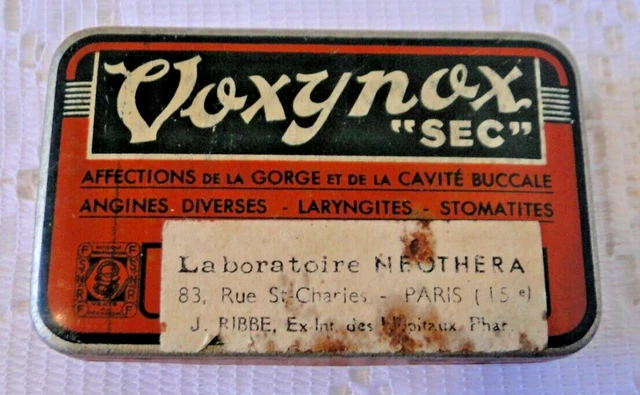 Voxynox
"SEC"
AFFECTIONS DE LA GORGE ET DE LA CAVITÉ BUCCALE
ANGINES DIVERSES - LARYNGITES - STOMATITES
Laboratoire NEOTHERA
83, Rue St-Charles - PARIS (15e)
J. RIBBE, Ex-Int. des Hôpitaux Phar.